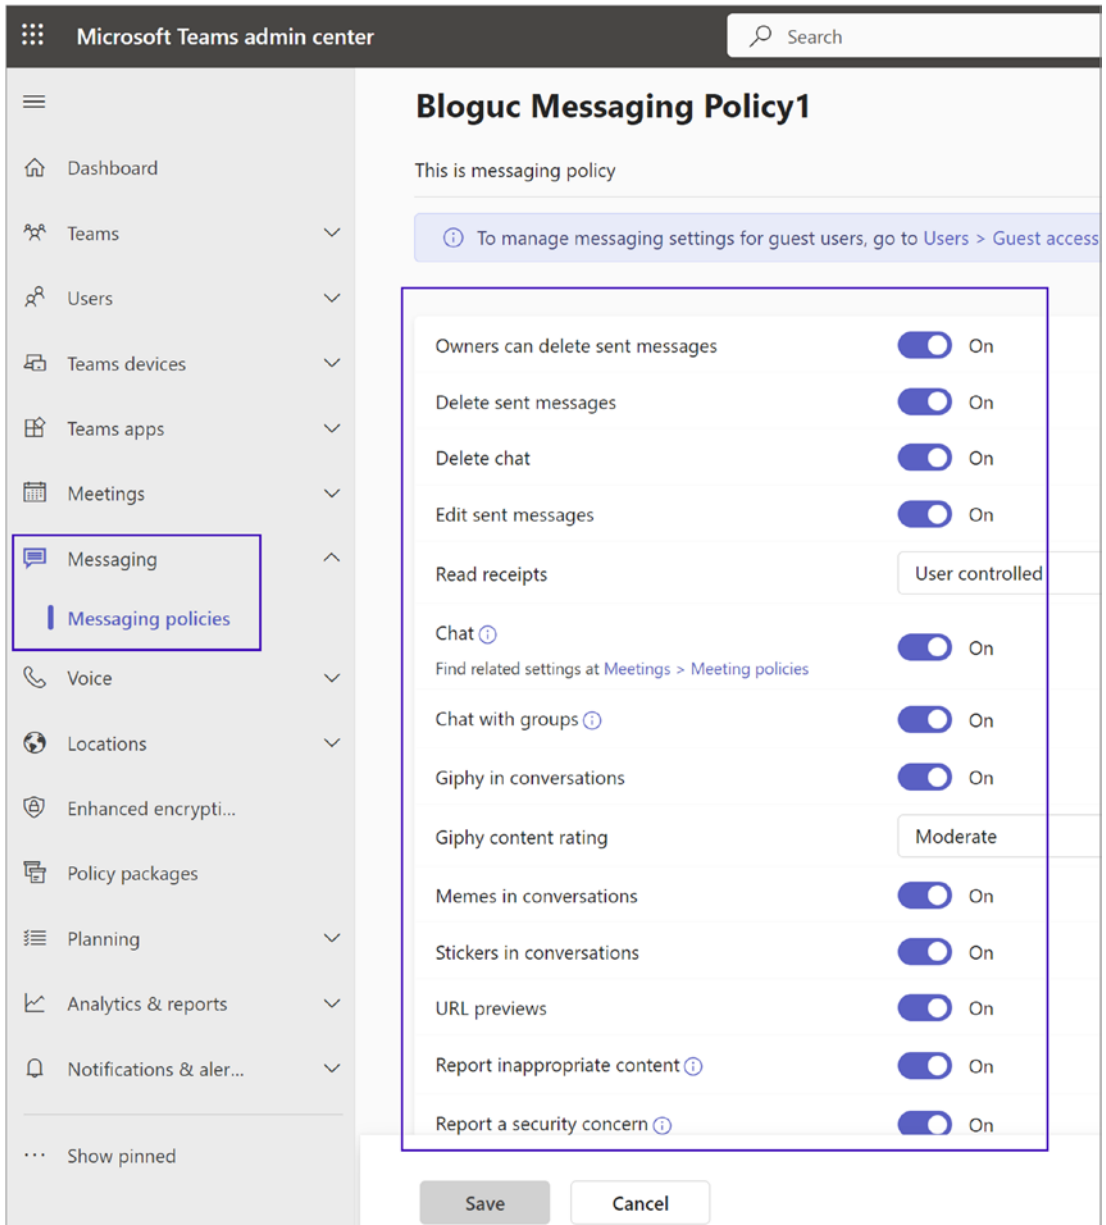 Microsoft Teams admin center
Search
Dashboard
Teams
Users
Teams devices
Teams apps
Meetings
Messaging
Messaging policies
Voice
Locations
Enhanced encrypti...
Policy packages
Planning
Analytics & reports
Notifications & aler...
Show pinned
Bloguc Messaging Policy1
This is messaging policy
To manage messaging settings for guest users, go to Users > Guest access
Owners can delete sent messages On
Delete sent messages On
Delete chat On
Edit sent messages On
Read receipts User controlled
Chat On
Find related settings at Meetings > Meeting policies
Chat with groups On
Giphy in conversations On
Giphy content rating Moderate
Memes in conversations On
Stickers in conversations On
URL previews On
Report inappropriate content On
Report a security concern On
Save Cancel